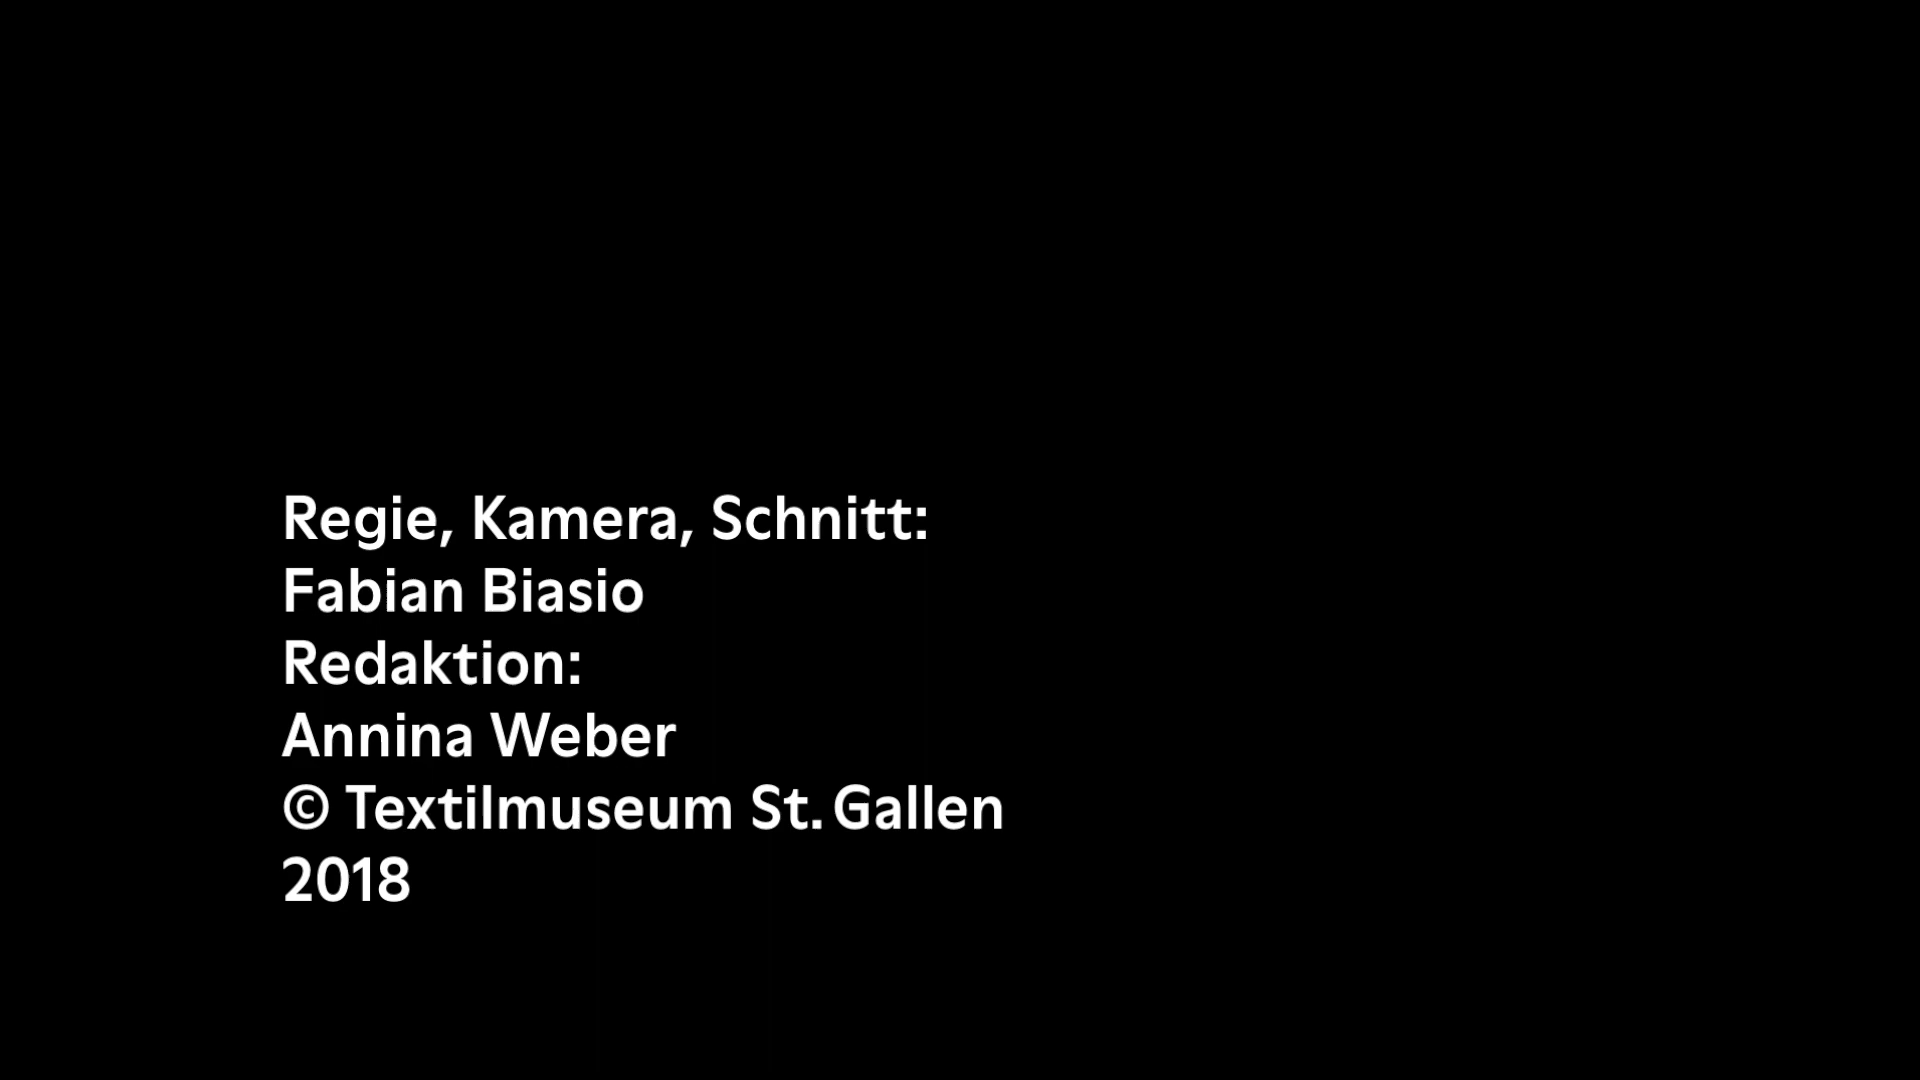 Regie, Kamera, Schnitt:
Fabian Biasio
Redaktion:
Annina Weber
© Textilmuseum St. Gallen
2018